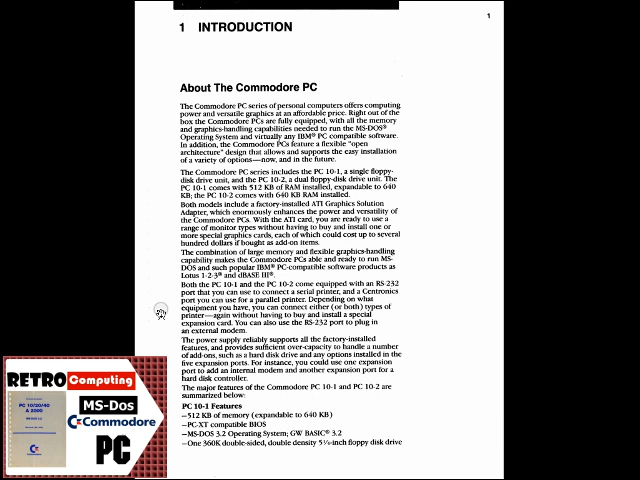 1
1 INTRODUCTION
About The Commodore PC
The Commodore PC series of personal computers offers computing
power and versatile graphics at an affordable price. Right out of the
box the Commodore PCs are fully equipped, with all the memory
and graphics-handling capabilities needed to run the MS-DOS®
Operating System and virtually any IBM® PC compatible software.
In addition, the Commodore PCs feature a flexible "open
architecture" design that allows and supports the easy installation
of a variety of options—now, and in the future.
The Commodore PC series includes the PC 10-1, a single floppy-
disk drive unit, and the PC 10-2, a dual floppy-disk drive unit. The
PC 10-1 comes with 512 KB of RAM installed, expandable to 640
KB; the PC 10-2 comes with 640 KB RAM installed.
Both models include a factory-installed ATI Graphics Solution
Adapter, which enormously enhances the power and versatility of
the Commodore PCs. With the ATI card, you are ready to use a
range of monitor types without having to buy and install one or
more special graphics cards, each of which could cost up to several
hundred dollars if bought as add-on items.
The combination of large memory and flexible graphics-handling
capability makes the Commodore PCs able and ready to run MS-
DOS and such popular IBM® PC-compatible software products as
Lotus 1-2-3® and dBASE III®.
Both the PC 10-1 and the PC 10-2 come equipped with an RS-232
port that you can use to connect a serial printer, and a Centronics
port you can use for a parallel printer. Depending on what
equipment you have, you can connect either (or both) types of
printer—again without having to buy and install a special
expansion card. You can also use the RS-232 port to plug in
an external modem.
The power supply reliably supports all the factory-installed
features, and provides sufficient over-capacity to handle a number
of add-ons, such as a hard disk drive and any options installed in the
five expansion ports. For instance, you could use one expansion
port to add an internal modem and another expansion port for a
hard disk controller.
The major features of the Commodore PC 10-1 and PC 10-2 are
summarized below:
PC 10-1 Features
—512 KB of memory (expandable to 640 KB)
—PC-XT compatible BIOS
—MS-DOS 3.2 Operating System; GW BASIC® 3.2
—One 360K double-sided, double density 5¼-inch floppy disk drive
RETRO Computing
PC 10/20/40
A 2000
MS-Dos
Commodore
PC